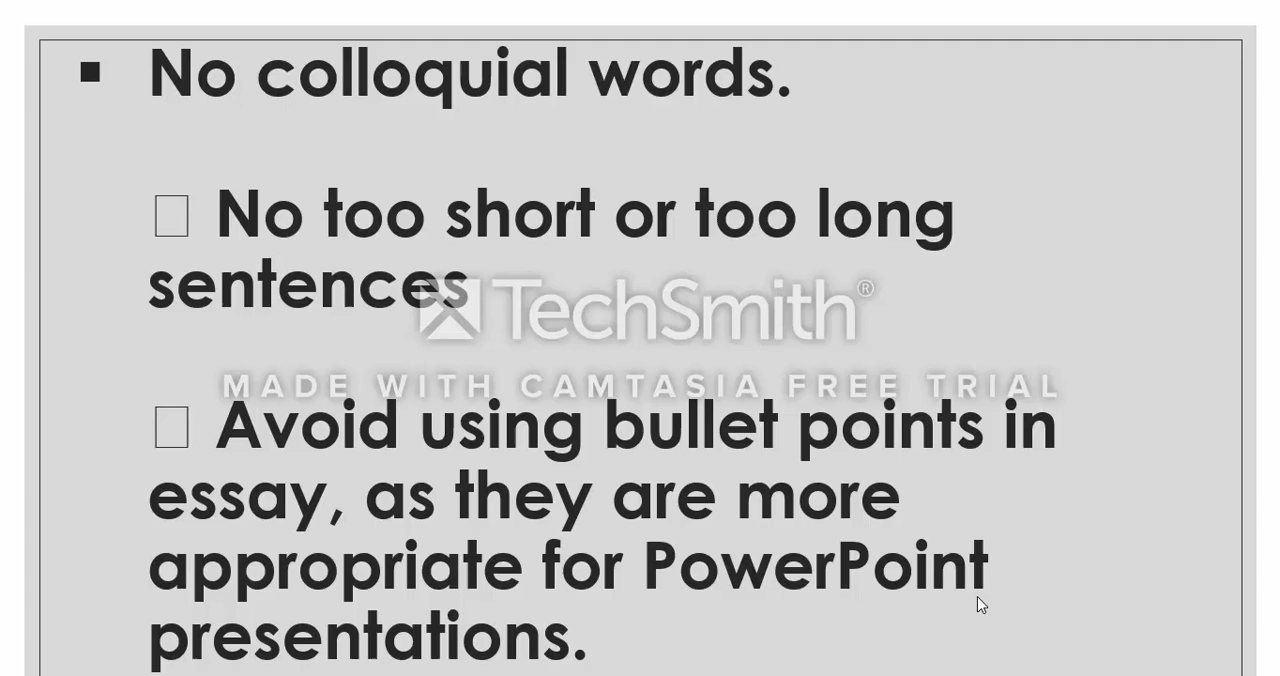 ▪ No colloquial words.
□ No too short or too long
sentences
TechSmith®
MADE WITH CAMTASIA FREE TRIAL
□ Avoid using bullet points in
essay, as they are more
appropriate for PowerPoint
presentations.